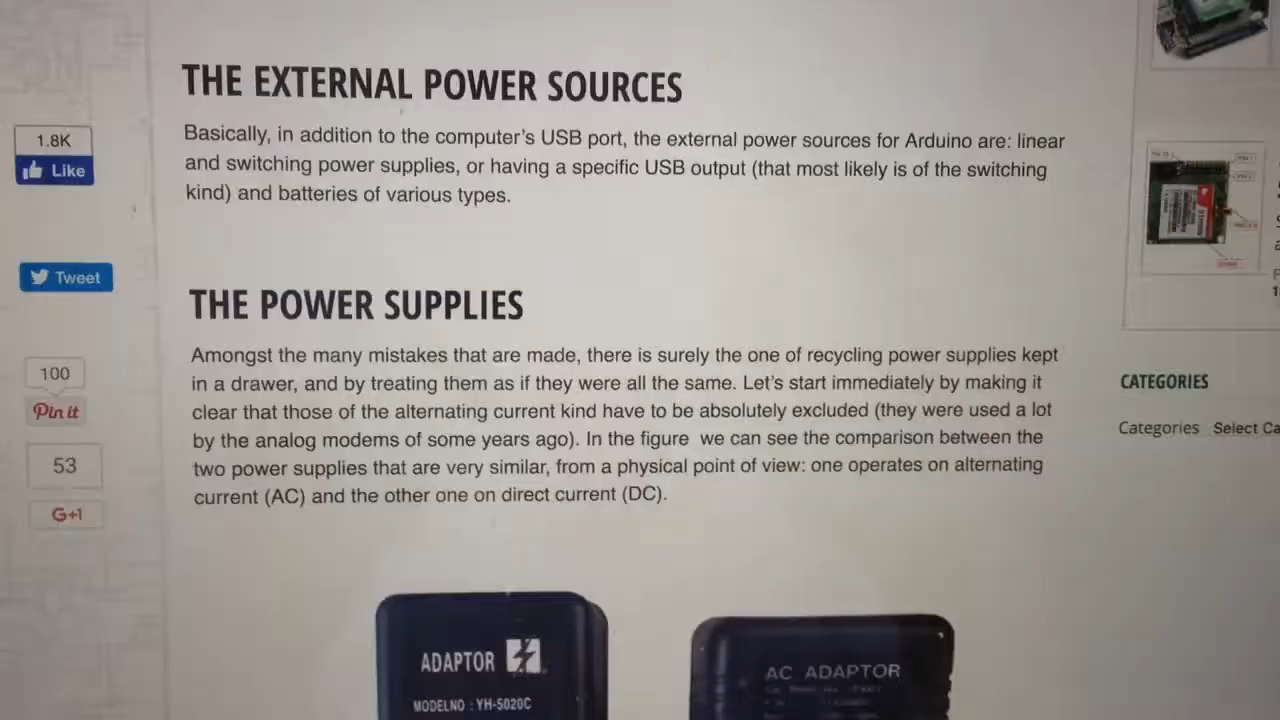 THE EXTERNAL POWER SOURCES
Basically, in addition to the computer's USB port, the external power sources for Arduino are: linear
and switching power supplies, or having a specific USB output (that most likely is of the switching
kind) and batteries of various types.
1.8K
Like
Tweet
THE POWER SUPPLIES
Amongst the many mistakes that are made, there is surely the one of recycling power supplies kept
in a drawer, and by treating them as if they were all the same. Let's start immediately by making it
clear that those of the alternating current kind have to be absolutely excluded (they were used a lot
by the analog modems of some years ago). In the figure we can see the comparison between the
two power supplies that are very similar, from a physical point of view: one operates on alternating
current (AC) and the other one on direct current (DC).
100
Pin it
53
G+1
CATEGORIES
Categories Select Ca
ADAPTOR
MODELNO : YH-5020C
AC ADAPTOR